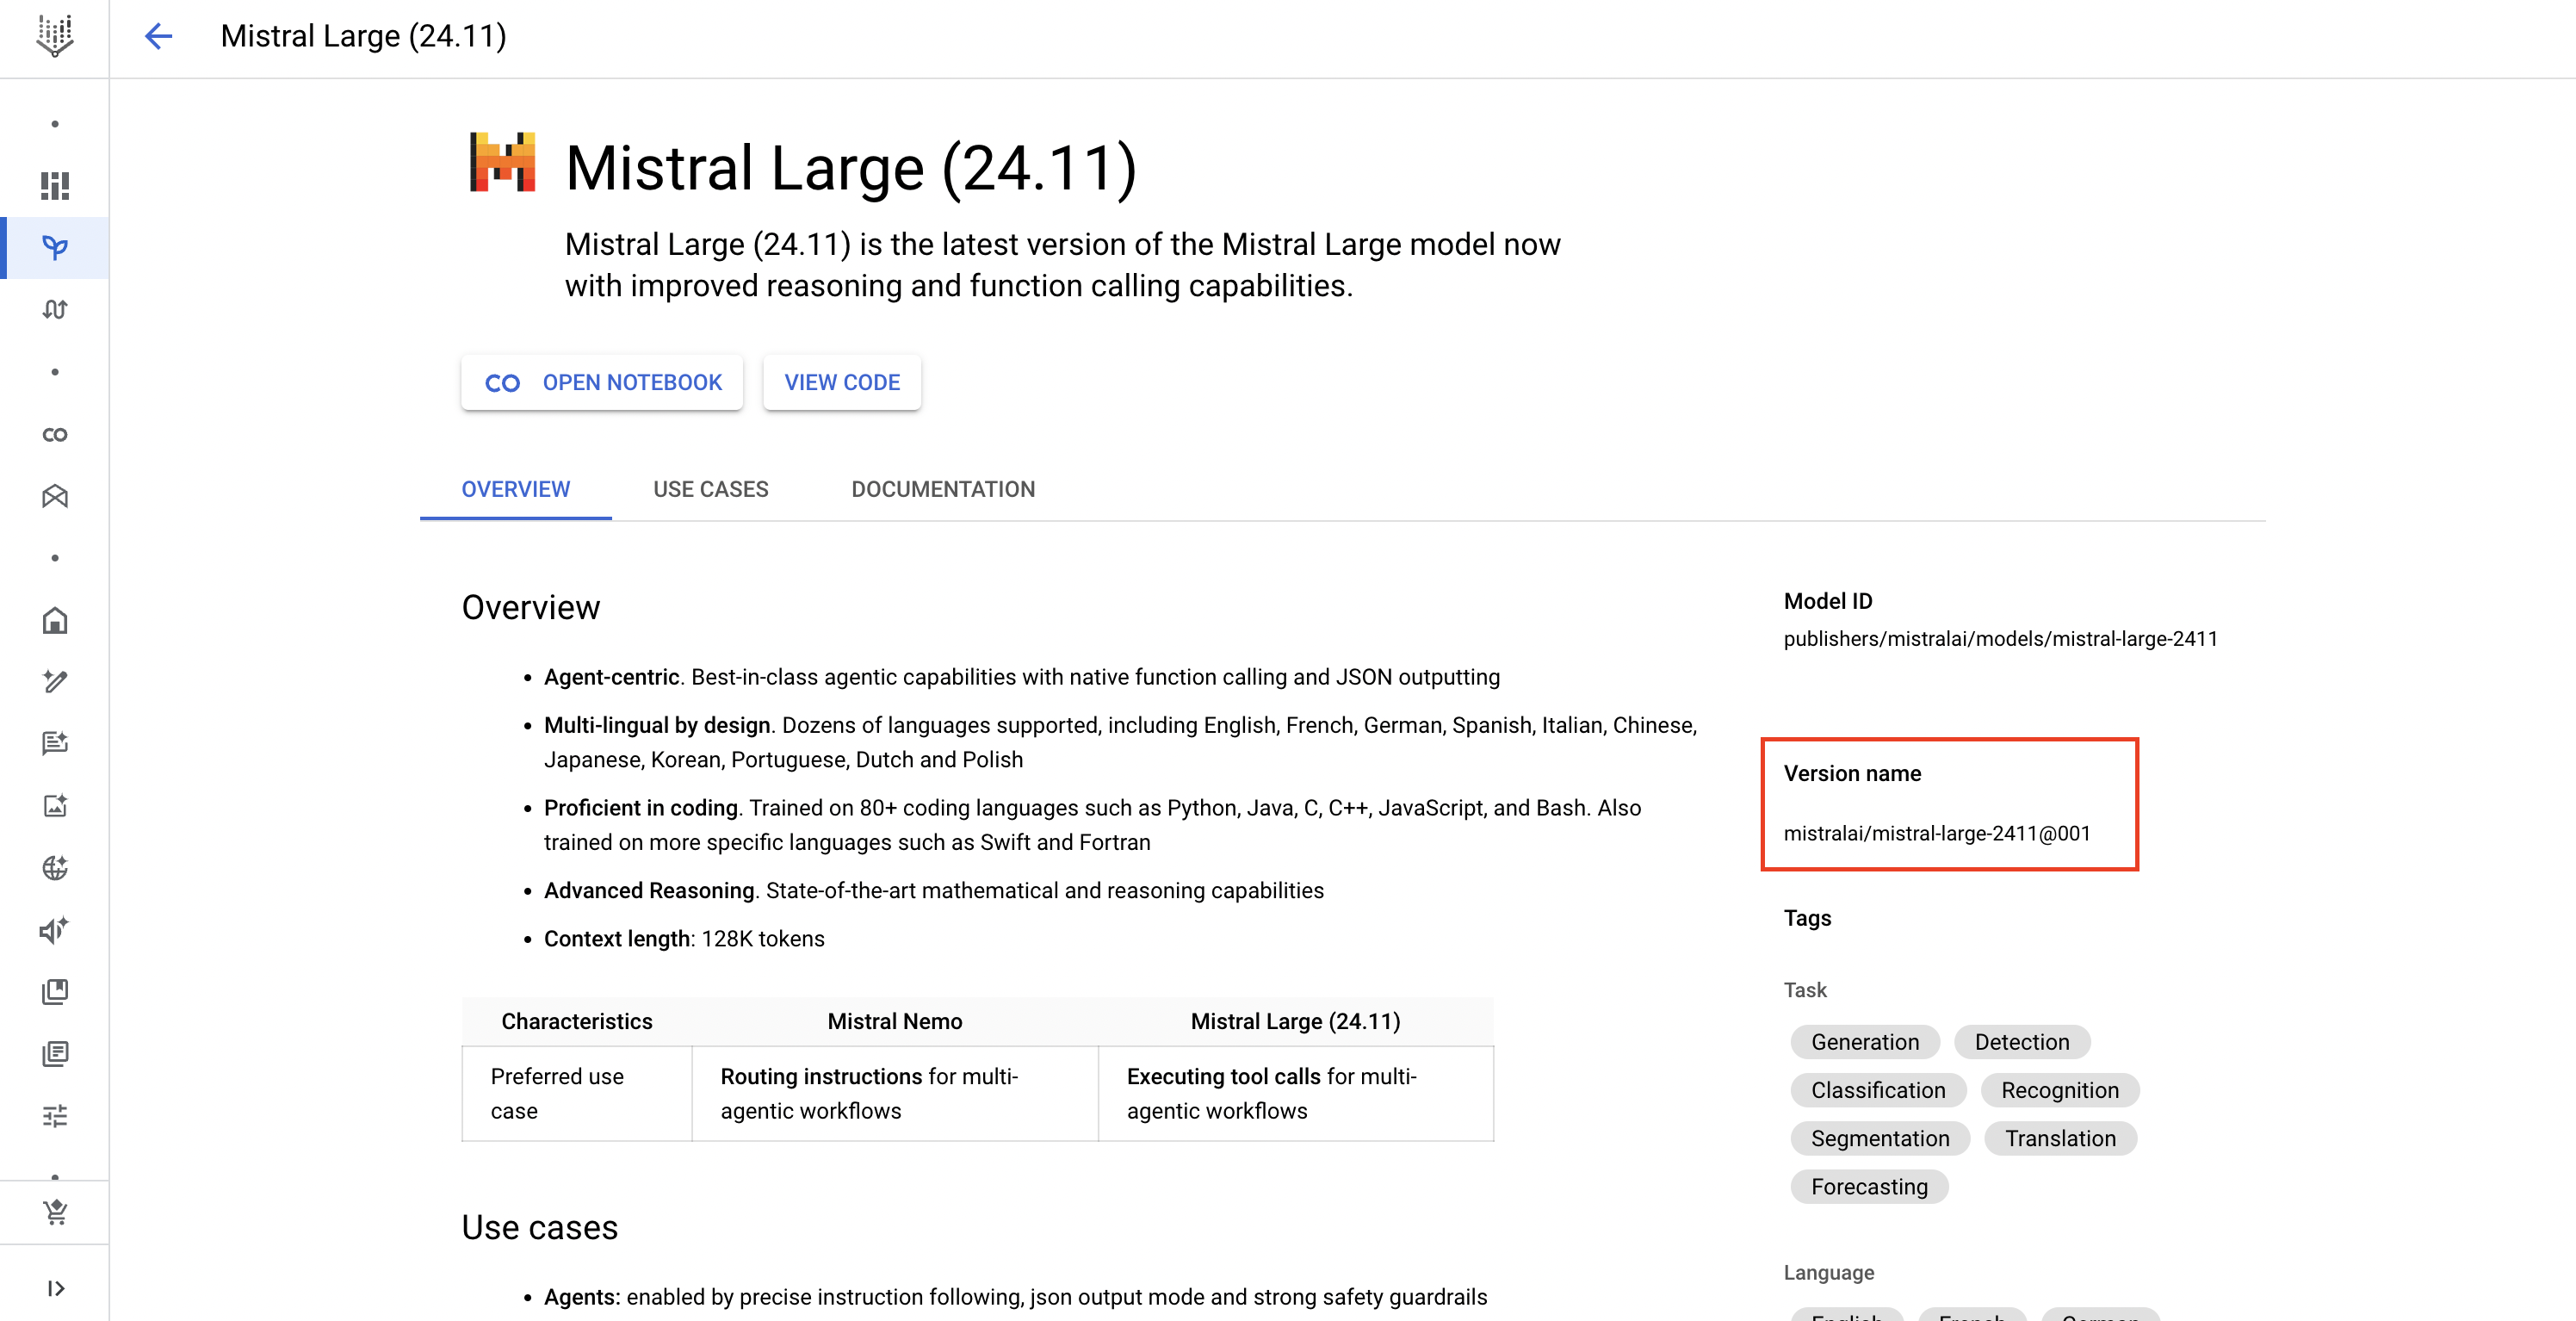 Mistral Large (24.11)
Mistral Large (24.11)
Mistral Large (24.11) is the latest version of the Mistral Large model now
with improved reasoning and function calling capabilities.
OPEN NOTEBOOK
VIEW CODE
OVERVIEW
USE CASES
DOCUMENTATION
Overview
• Agent-centric. Best-in-class agentic capabilities with native function calling and JSON outputting
• Multi-lingual by design. Dozens of languages supported, including English, French, German, Spanish, Italian, Chinese,
Japanese, Korean, Portuguese, Dutch and Polish
• Proficient in coding. Trained on 80+ coding languages such as Python, Java, C, C++, JavaScript, and Bash. Also
trained on more specific languages such as Swift and Fortran
• Advanced Reasoning. State-of-the-art mathematical and reasoning capabilities
• Context length: 128K tokens
Characteristics
Mistral Nemo
Mistral Large (24.11)
Preferred use
case
Routing instructions for multi-
agentic workflows
Executing tool calls for multi-
agentic workflows
Use cases
• Agents: enabled by precise instruction following, json output mode and strong safety guardrails
Model ID
publishers/mistralai/models/mistral-large-2411
Version name
mistralai/mistral-large-2411@001
Tags
Task
Generation
Detection
Classification
Recognition
Segmentation
Translation
Forecasting
Language
English
French
German